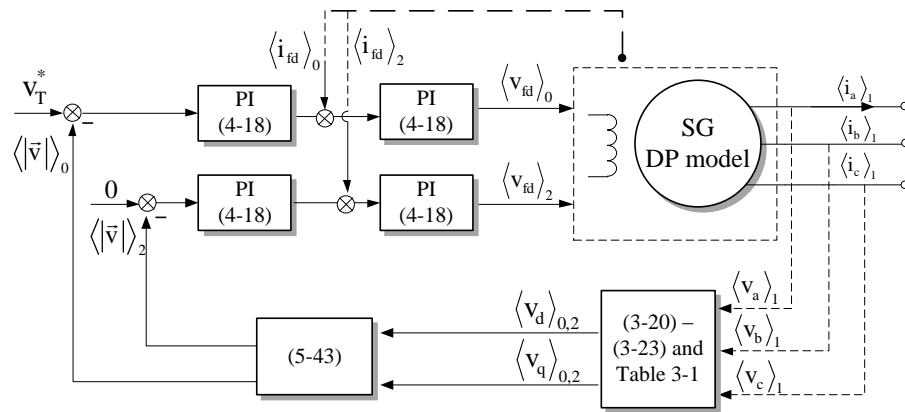 ⟨i_fd⟩_0 ⟨i_fd⟩_2
v_T^*
PI
(4-18)
PI
(4-18)
⟨v_fd⟩_0
SG
DP model
⟨i_a⟩_1
⟨i_b⟩_1
⟨i_c⟩_1
−
⟨|v⃗|⟩_0
0
PI
(4-18)
PI
(4-18)
⟨v_fd⟩_2
−
⟨|v⃗|⟩_2
(5-43)
⟨v_d⟩_0,2
⟨v_q⟩_0,2
(3-20) –
(3-23) and
Table 3-1
⟨v_a⟩_1
⟨v_b⟩_1
⟨v_c⟩_1